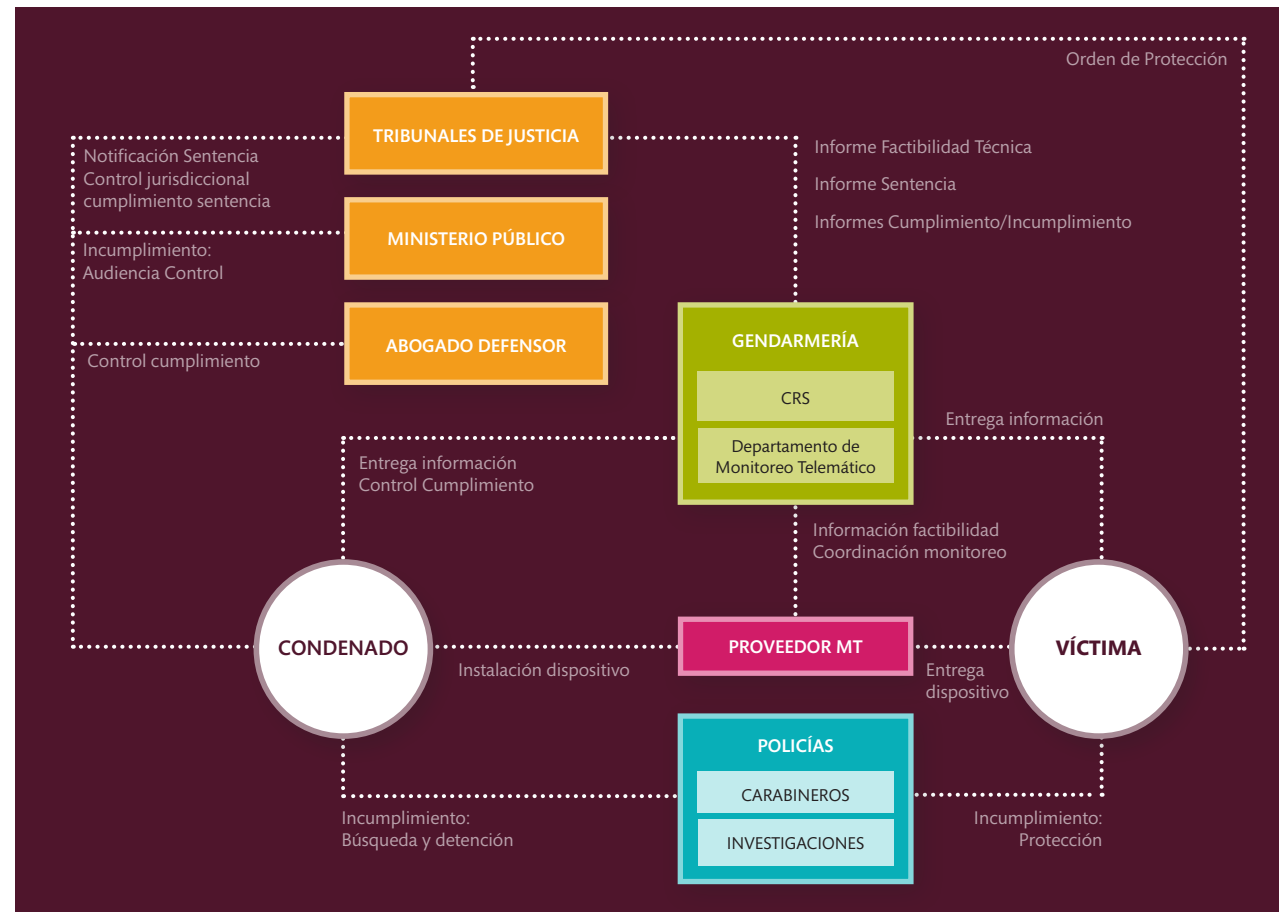 Orden de Protección
TRIBUNALES DE JUSTICIA
Notificación Sentencia
Control jurisdiccional
cumplimiento sentencia
Informe Factibilidad Técnica
Informe Sentencia
Informes Cumplimiento/Incumplimiento
MINISTERIO PÚBLICO
Incumplimiento:
Audiencia Control
ABOGADO DEFENSOR
Control cumplimiento
GENDARMERÍA
CRS
Departamento de
Monitoreo Telemático
Entrega información
Entrega información
Control Cumplimiento
Información factibilidad
Coordinación monitoreo
CONDENADO
Instalación dispositivo
PROVEEDOR MT
Entrega
dispositivo
VÍCTIMA
POLICÍAS
CARABINEROS
INVESTIGACIONES
Incumplimiento:
Búsqueda y detención
Incumplimiento:
Protección